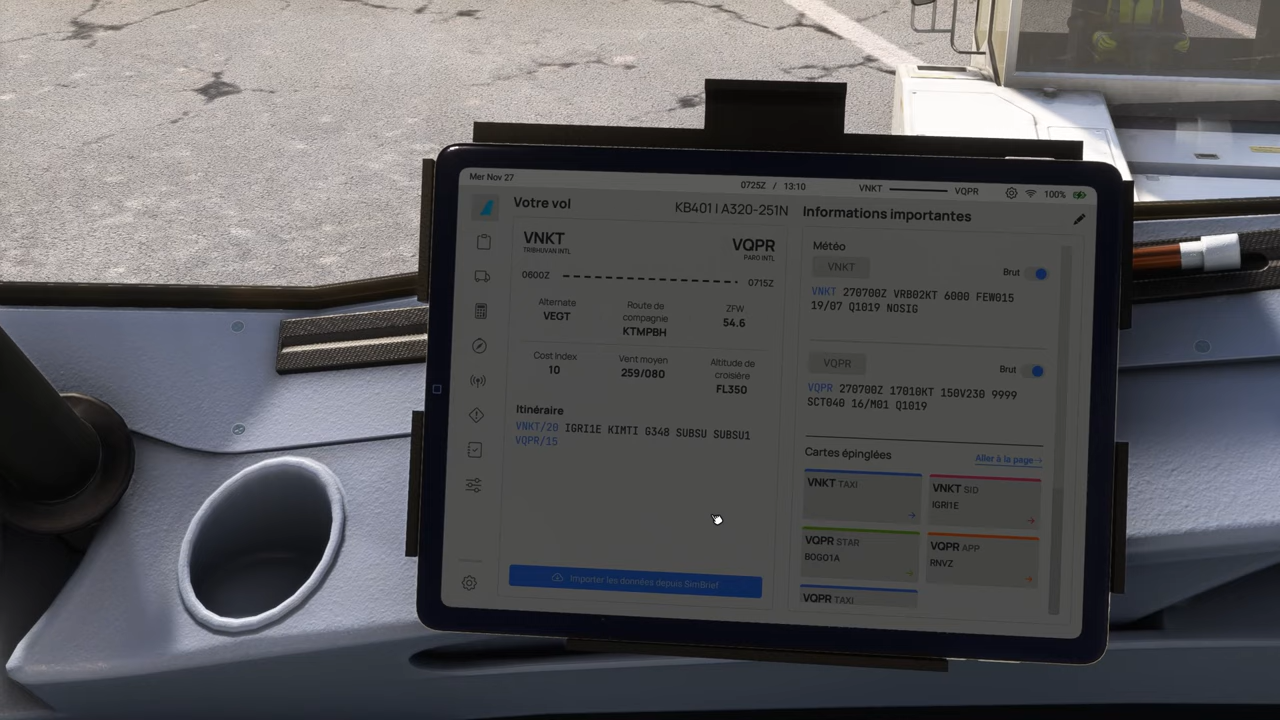 Mer Nov 27
0725Z / 13:10
VNKT VQPR
100%
Votre vol
KB401 | A320-251N
VNKT
TRIBHUVAN INTL
VQPR
PARO INTL
0600Z
0715Z
Alternate
VEGT
Route de
compagnie
KTMPBH
ZFW
54.6
Cost Index
10
Vent moyen
259/080
Altitude de
croisière
FL350
Itinéraire
VNKT/20 IGRI1E KIMTI G348 SUBSU SUBSU1
VQPR/15
Importer les données depuis SimBrief
Informations importantes
Météo
VNKT
Brut
VNKT 270700Z VRB02KT 6000 FEW015
19/07 Q1019 NOSIG
VQPR
Brut
VQPR 270700Z 17010KT 150V230 9999
SCT040 16/M01 Q1019
Cartes épinglées
Aller à la page
VNKT TAXI
VNKT SID
IGRI1E
VQPR STAR
BOGO1A
VQPR APP
RNVZ
VQPR TAXI